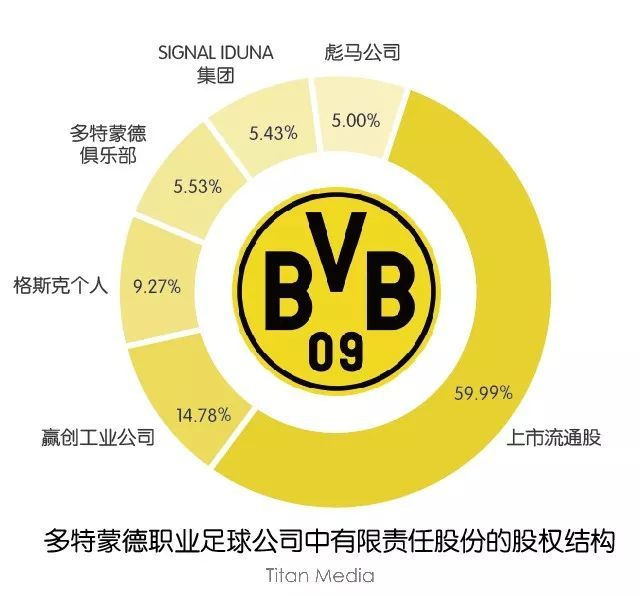 SIGNAL IDUNA
集团
彪马公司
5.43%
5.00%
多特蒙德
俱乐部
5.53%
格斯克个人
9.27%
BVB
09
14.78%
59.99%
赢创工业公司
上市流通股
多特蒙德职业足球公司中有限责任股份的股权结构
Titan Media